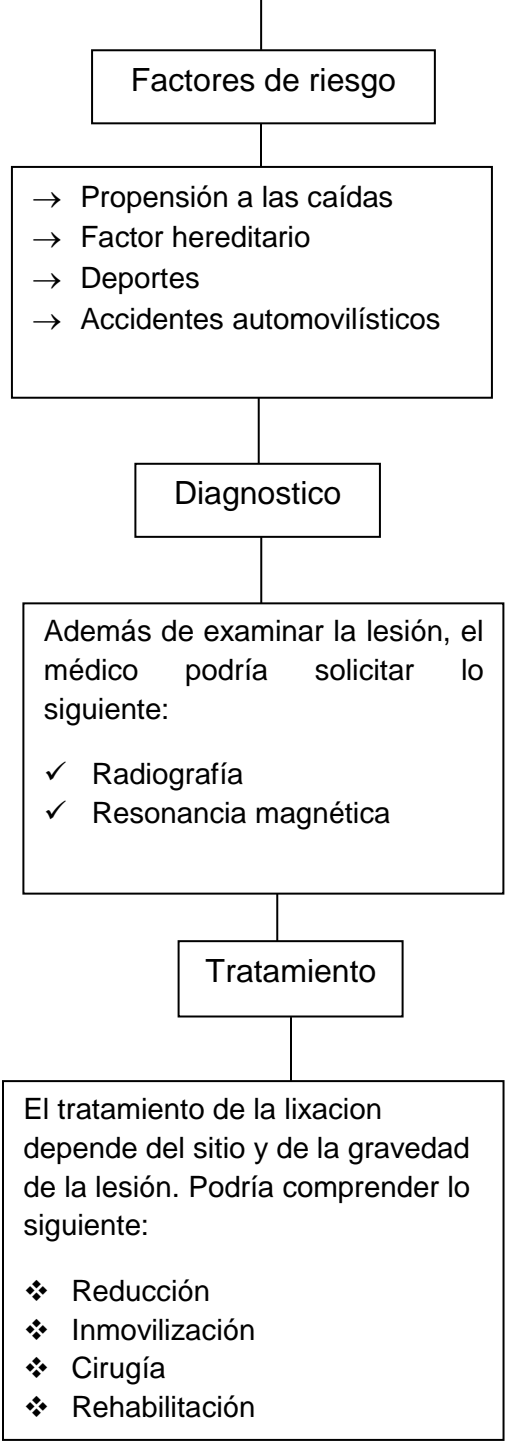 Factores de riesgo
→ Propensión a las caídas
→ Factor hereditario
→ Deportes
→ Accidentes automovilísticos
Diagnostico
Además de examinar la lesión, el
médico podría solicitar lo
siguiente:
✓ Radiografía
✓ Resonancia magnética
Tratamiento
El tratamiento de la lixacion
depende del sitio y de la gravedad
de la lesión. Podría comprender lo
siguiente:
❖ Reducción
❖ Inmovilización
❖ Cirugía
❖ Rehabilitación